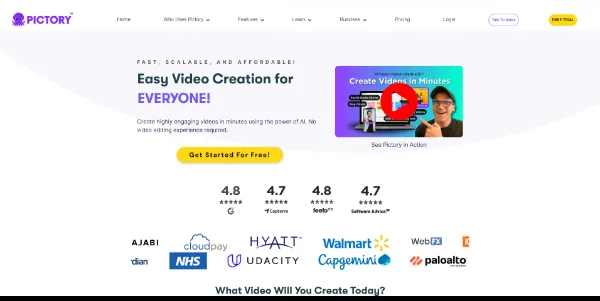 PICTORY™
Home
Who Uses Pictory
Features
Learn
Business
Pricing
Login
Talk To Sales
FREE TRIAL
FAST, SCALABLE, AND AFFORDABLE!
Easy Video Creation for
EVERYONE!
Create highly engaging videos in minutes using the power of AI. No
video editing experience required.
Get Started For Free!
Create Videos in Minutes
See Pictory in Action
4.8
4.7
4.8
4.7
G
Capterra
feefo
Software Advice
AJABI
cloudpay
HYATT
Walmart
WebFX
dian
NHS
UDACITY
Capgemini
paloalto
What Video Will You Create Today?